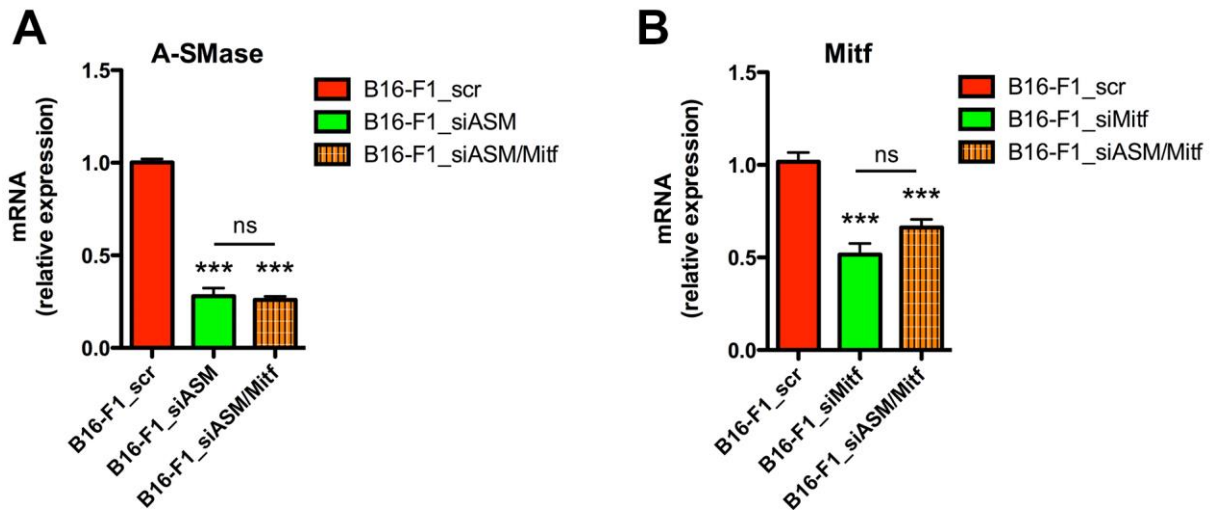 A
A-SMase
mRNA
(relative expression)
1.5
1.0
0.5
0.0
ns
*** ***
B16-F1_scr
B16-F1_siASM
B16-F1_siASM/Mitf
B16-F1_scr
B16-F1_siASM
B16-F1_siASM/Mitf
B
Mitf
mRNA
(relative expression)
1.5
1.0
0.5
0.0
ns
***
***
B16-F1_scr
B16-F1_siMitf
B16-F1_siASM/Mitf
B16-F1_scr
B16-F1_siMitf
B16-F1_siASM/Mitf